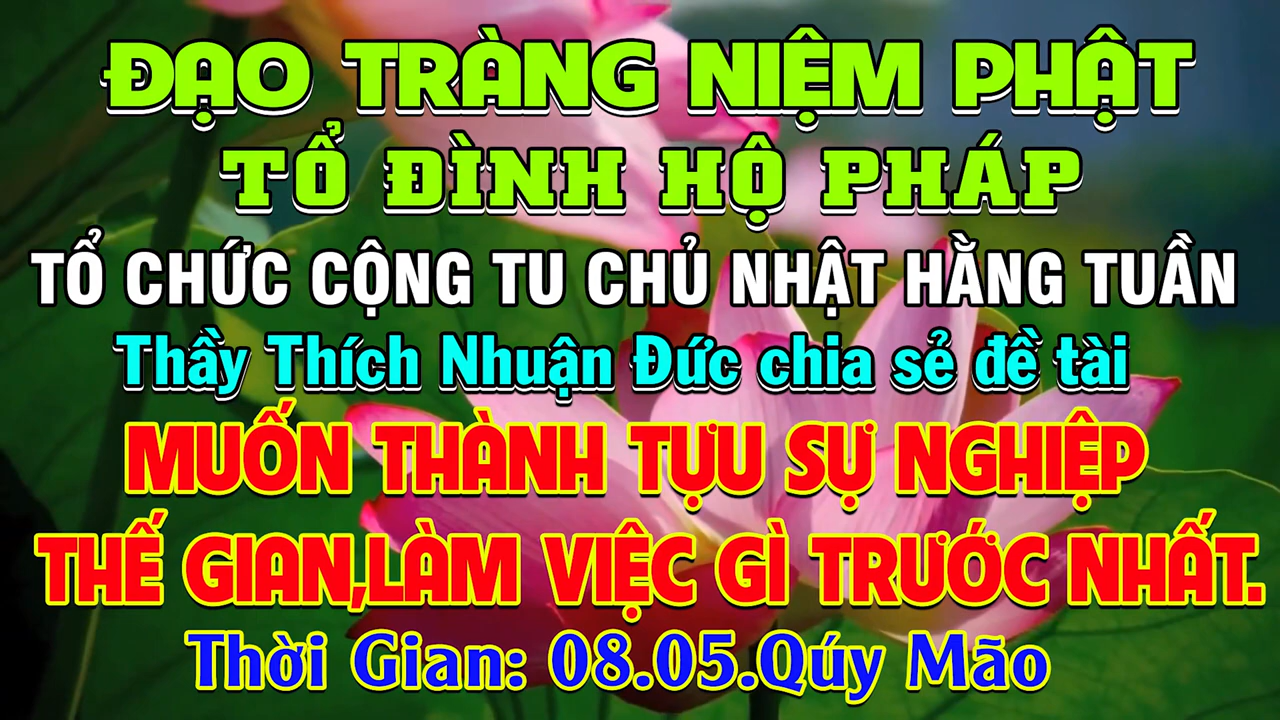 ĐẠO TRÀNG NIỆM PHẬT
TỔ ĐÌNH HỘ PHÁP
TỔ CHỨC CỘNG TU CHỦ NHẬT HẰNG TUẦN
Thầy Thích Nhuận Đức chia sẻ đề tài
MUỐN THÀNH TỰU SỰ NGHIỆP
THẾ GIAN,LÀM VIỆC GÌ TRƯỚC NHẤT.
Thời Gian: 08.05.Qúy Mão